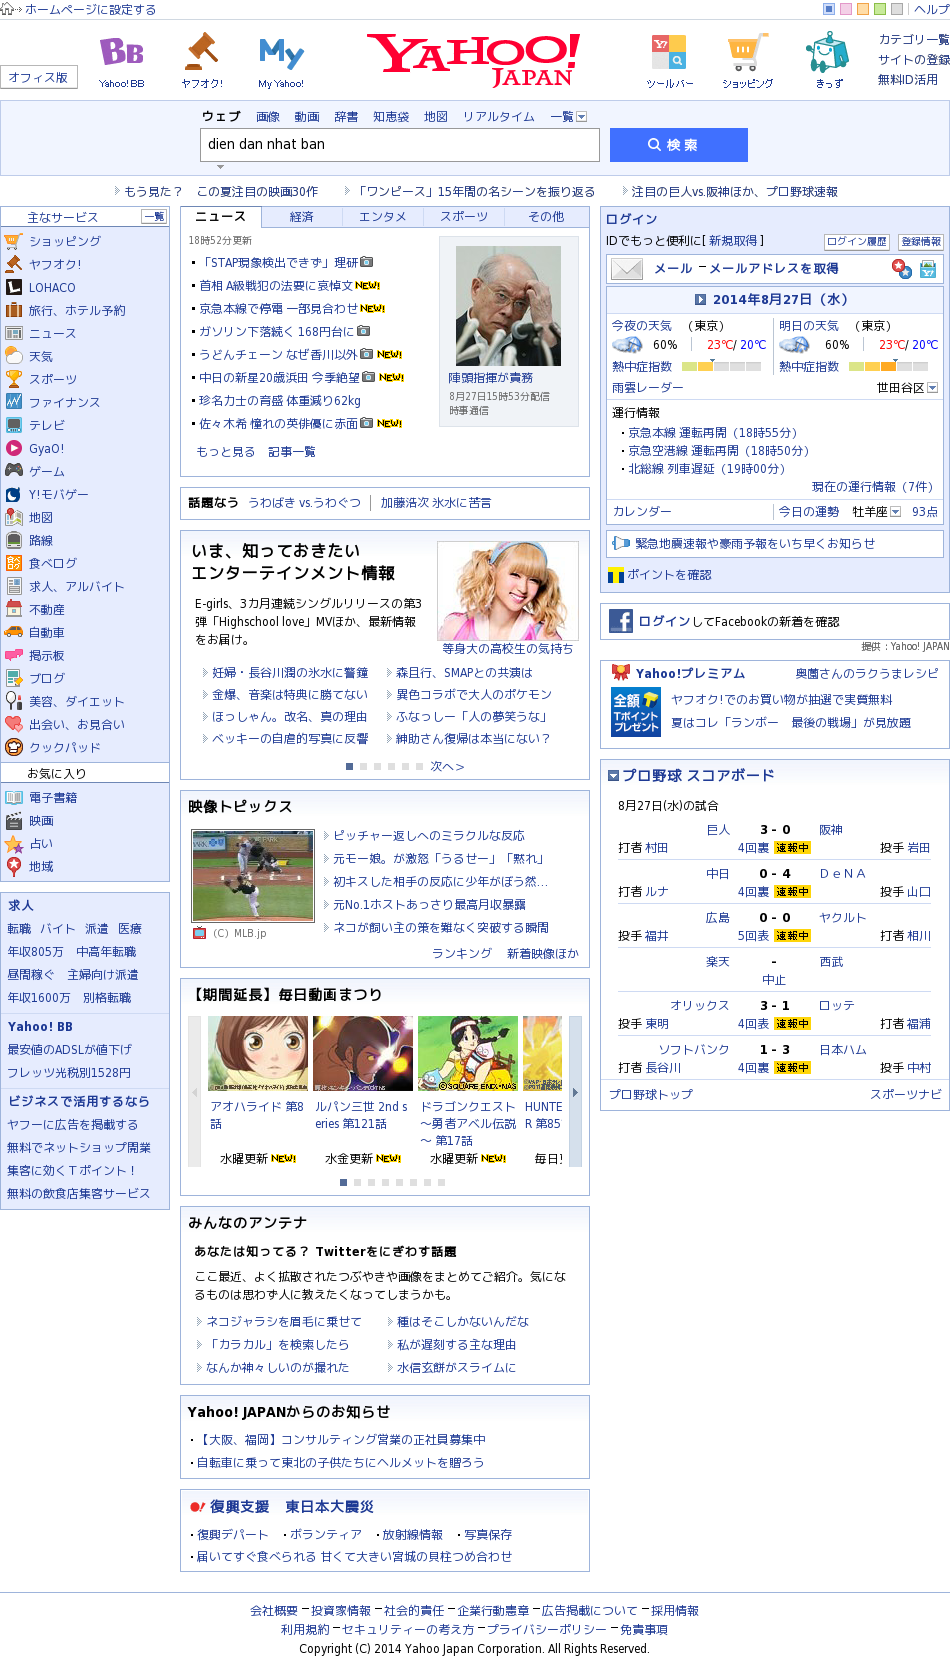 ホームページに設定する
ヘルプ
オフィス版
Yahoo!BB
ヤフオク!
My Yahoo!
YAHOO! JAPAN
ツールバー
ショッピング
きっず
カテゴリ一覧
サイトの登録
無料ID活用
ウェブ 画像 動画 辞書 知恵袋 地図 リアルタイム 一覧
dien dan nhat ban
検索
もう見た？ この夏注目の映画30作
「ワンピース」15年間の名シーンを振り返る
注目の巨人vs.阪神ほか、プロ野球速報
主なサービス 一覧
ショッピング
ヤフオク!
LOHACO
旅行、ホテル予約
ニュース
天気
スポーツ
ファイナンス
テレビ
GyaO!
ゲーム
Y!モバゲー
地図
路線
食べログ
求人、アルバイト
不動産
自動車
掲示板
ブログ
美容、ダイエット
出会い、お見合い
クックパッド
お気に入り
電子書籍
映画
占い
地域
求人
転職 バイト 派遣 医療
年収805万 中高年転職
昼間稼ぐ 主婦向け派遣
年収1600万 別格転職
Yahoo! BB
最安値のADSLが値下げ
フレッツ光税別1528円
ビジネスで活用するなら
ヤフーに広告を掲載する
無料でネットショップ開業
集客に効くＴポイント！
無料の飲食店集客サービス
ニュース 経済 エンタメ スポーツ その他
18時52分更新
「STAP現象検出できず」理研
首相 A級戦犯の法要に哀悼文 NEW!
京急本線で停電 一部見合わせ NEW!
ガソリン下落続く 168円台に
うどんチェーン なぜ香川以外 NEW!
中日の新星20歳浜田 今季絶望 NEW!
珍名力士の育盛 体重減り62kg
佐々木希 憧れの英俳優に赤面 NEW!
もっと見る 記事一覧
陣頭指揮が責務
8月27日15時53分配信
時事通信
話題なう うわばき vs.うわぐつ 加藤浩次 氷水に苦言
いま、知っておきたい
エンターテインメント情報
E-girls、3カ月連続シングルリリースの第3
弾「Highschool love」MVほか、最新情報
をお届け。
等身大の高校生の気持ち
妊婦・長谷川潤の氷水に警鐘
森且行、SMAPとの共演は
金爆、音楽は特典に勝てない
異色コラボで大人のポケモン
ほっしゃん。改名、真の理由
ふなっしー「人の夢笑うな」
ベッキーの自虐的写真に反響
紳助さん復帰は本当にない？
次へ>
映像トピックス
ピッチャー返しへのミラクルな反応
元モー娘。が激怒「うるせー」「黙れ」
初キスした相手の反応に少年がぼう然…
元No.1ホストあっさり最高月収暴露
ネコが飼い主の策を難なく突破する瞬間
（C）MLB.jp
ランキング 新着映像ほか
【期間延長】毎日動画まつり
アオハライド 第8
話
水曜更新 NEW!
ルパン三世 2nd s
eries 第121話
水金更新 NEW!
ドラゴンクエスト
〜勇者アベル伝説
〜 第17話
水曜更新 NEW!
HUNTE
R 第85
毎日
みんなのアンテナ
あなたは知ってる？ Twitterをにぎわす話題
ここ最近、よく拡散されたつぶやきや画像をまとめてご紹介。気にな
るものは思わず人に教えたくなってしまうかも。
ネコジャラシを眉毛に乗せて
種はそこしかないんだな
「カラカル」を検索したら
私が遅刻する主な理由
なんか神々しいのが撮れた
水信玄餅がスライムに
Yahoo! JAPANからのお知らせ
【大阪、福岡】コンサルティング営業の正社員募集中
自転車に乗って東北の子供たちにヘルメットを贈ろう
復興支援 東日本大震災
復興デパート ボランティア 放射線情報 写真保存
届いてすぐ食べられる 甘くて大きい宮城の貝柱つめ合わせ
ログイン
IDでもっと便利に[ 新規取得 ]
ログイン履歴 登録情報
メール
メールアドレスを取得
2014年8月27日（水）
今夜の天気 （東京）
60% 23℃/ 20℃
熱中症指数
明日の天気 （東京）
60% 23℃/ 20℃
熱中症指数
雨雲レーダー 世田谷区
運行情報
京急本線 運転再開（18時55分）
京急空港線 運転再開（18時50分）
北総線 列車遅延（19時00分）
現在の運行情報（7件）
カレンダー 今日の運勢 牡羊座 93点
緊急地震速報や豪雨予報をいち早くお知らせ
ポイントを確認
ログインしてFacebookの新着を確認
提供：Yahoo! JAPAN
Yahoo!プレミアム 奥薗さんのラクうまレシピ
全額
Tポイント
プレゼント
ヤフオク!でのお買い物が抽選で実質無料
夏はコレ「ランボー 最後の戦場」が見放題
プロ野球 スコアボード
8月27日(水)の試合
巨人 3 - 0 阪神
打者 村田 4回裏 速報中 投手 岩田
中日 0 - 4 ＤｅＮＡ
打者 ルナ 4回裏 速報中 投手 山口
広島 0 - 0 ヤクルト
投手 福井 5回表 速報中 打者 相川
楽天 - 西武
中止
オリックス 3 - 1 ロッテ
投手 東明 4回表 速報中 打者 福浦
ソフトバンク 1 - 3 日本ハム
打者 長谷川 4回裏 速報中 投手 中村
プロ野球トップ スポーツナビ
会社概要 投資家情報 社会的責任 企業行動憲章 広告掲載について 採用情報
利用規約 セキュリティーの考え方 プライバシーポリシー 免責事項
Copyright (C) 2014 Yahoo Japan Corporation. All Rights Reserved.